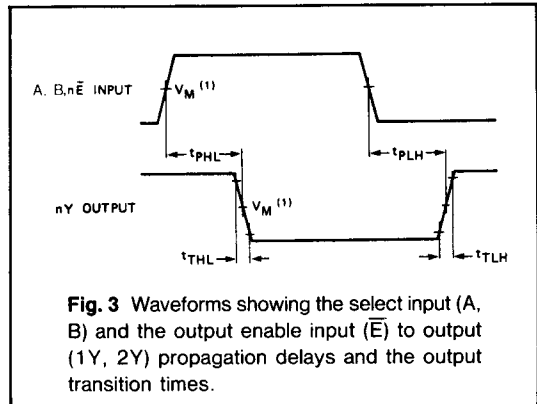 A, B,nE̅ INPUT
V_M (1)
t_PHL
t_PLH
nY OUTPUT
V_M (1)
t_THL
t_TLH
Fig. 3 Waveforms showing the select input (A,
B) and the output enable input (E̅) to output
(1Y, 2Y) propagation delays and the output
transition times.